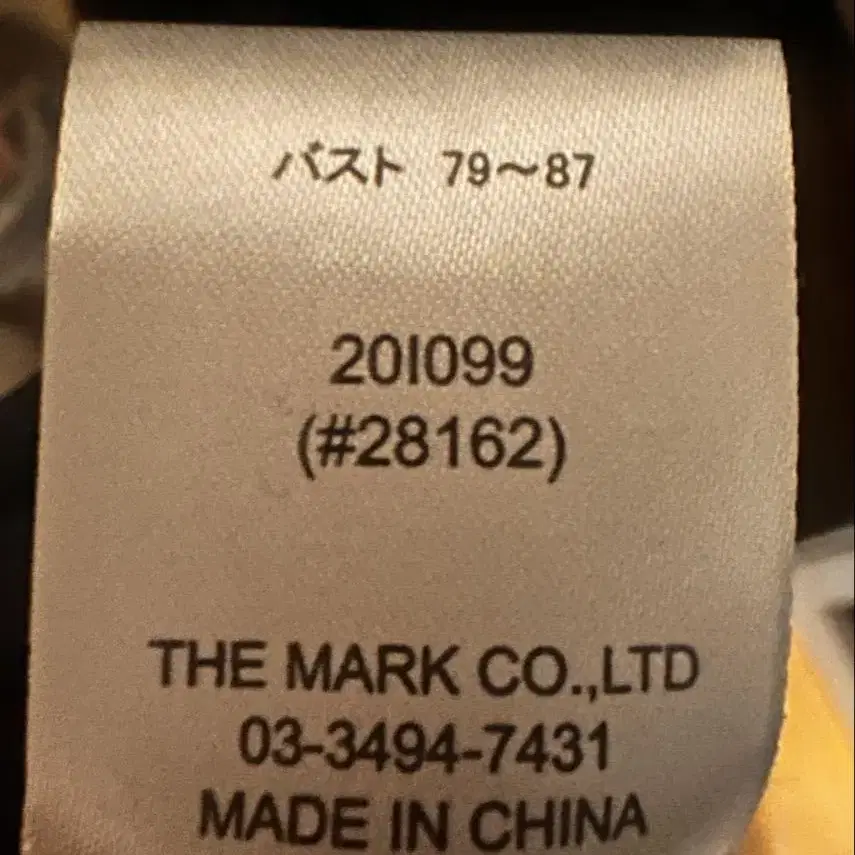 バスト 79～87
20I099
(#28162)
THE MARK CO.,LTD
03-3494-7431
MADE IN CHINA